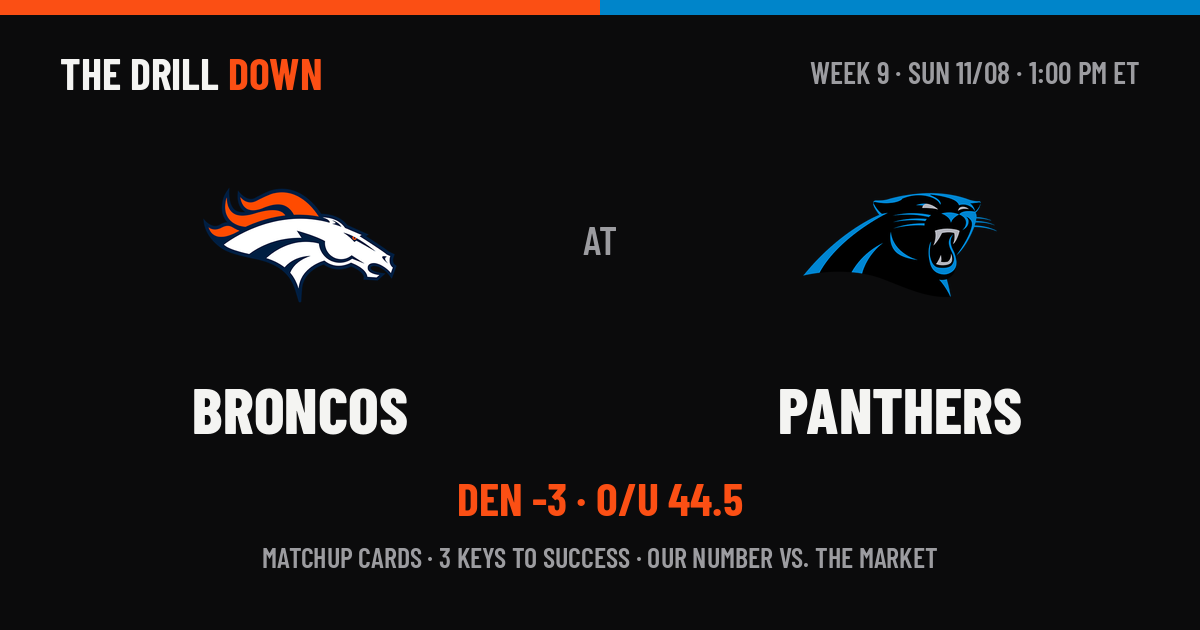 THE DRILL DOWN
WEEK 9 · SUN 11/08 · 1:00 PM ET
AT
BRONCOS
PANTHERS
DEN -3 · O/U 44.5
MATCHUP CARDS · 3 KEYS TO SUCCESS · OUR NUMBER VS. THE MARKET